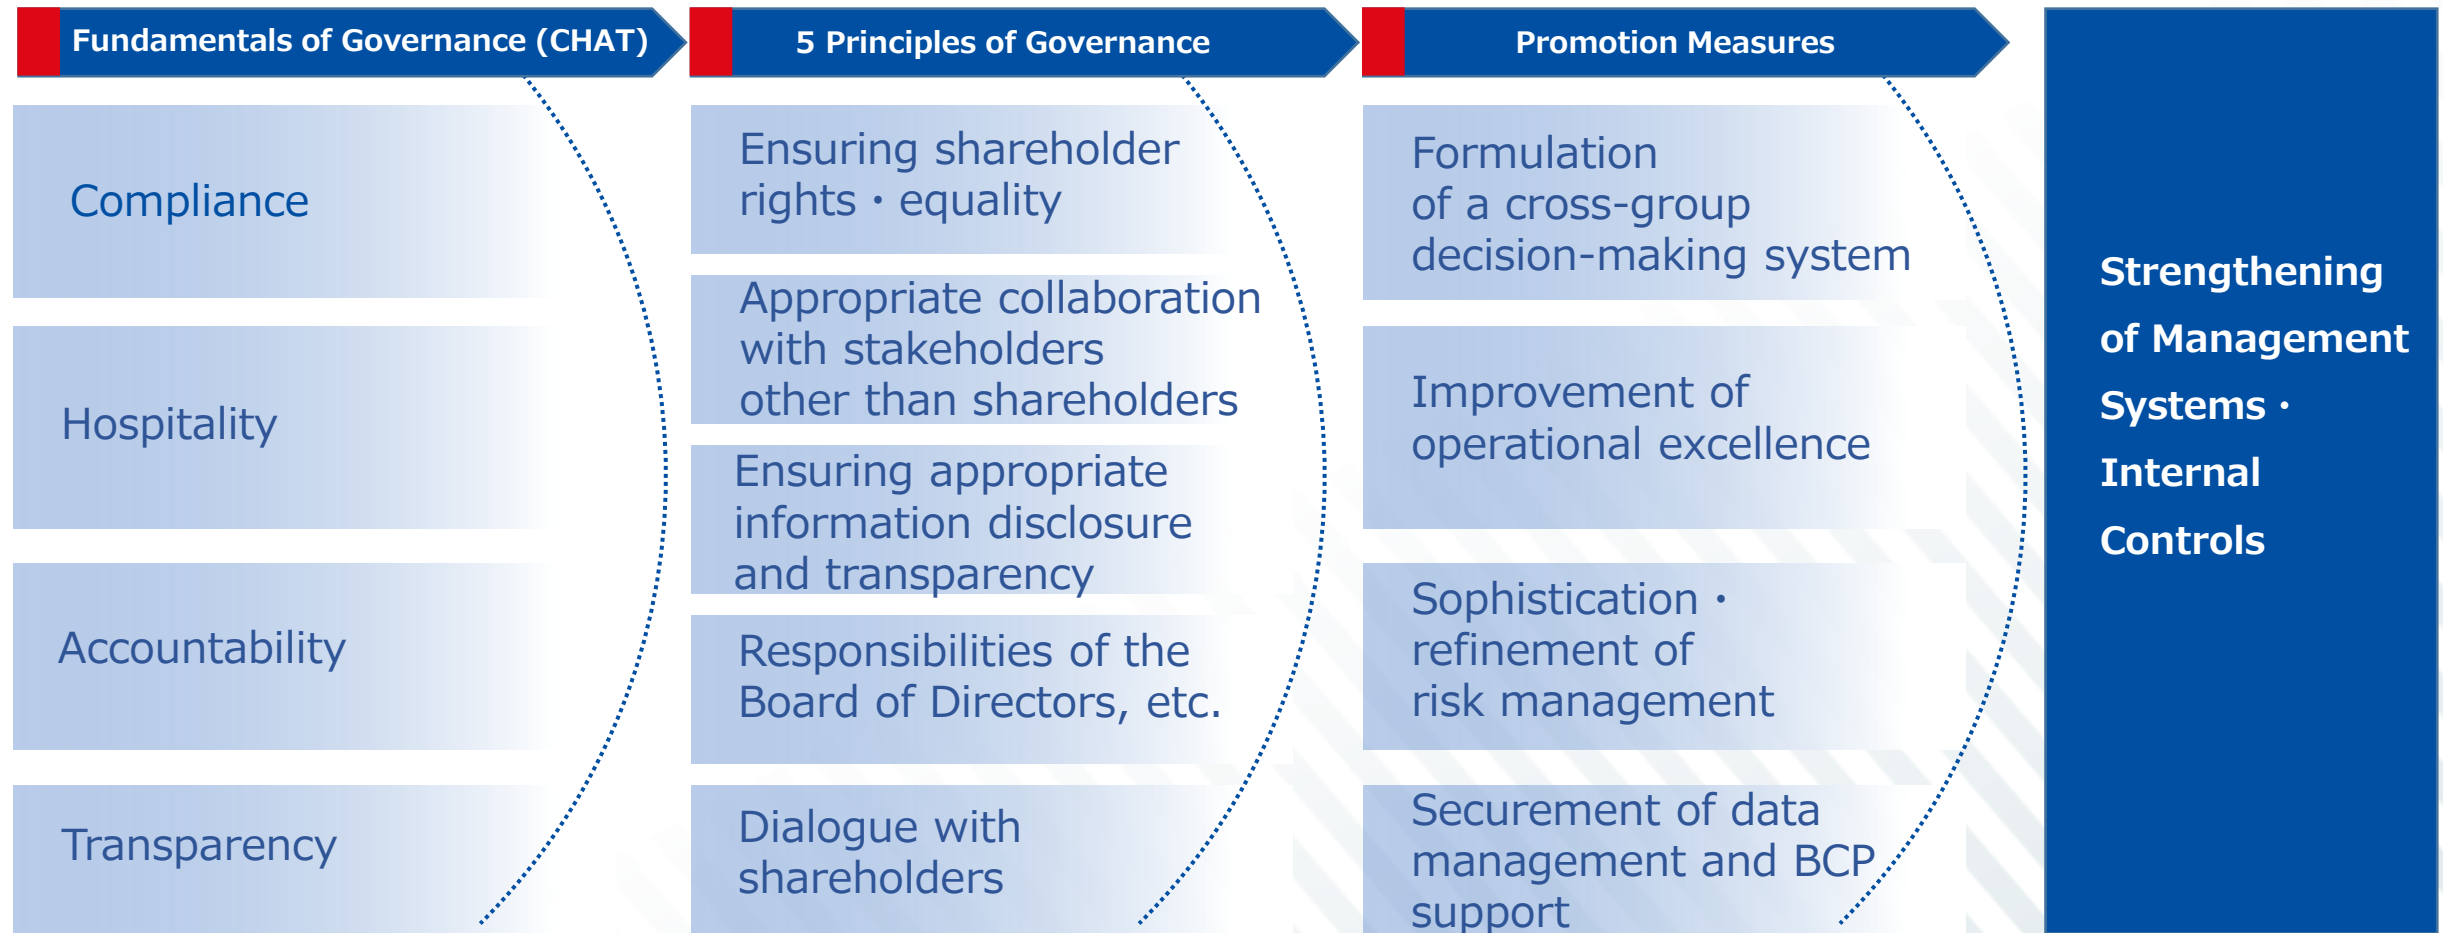 Fundamentals of Governance (CHAT)
Compliance
Hospitality
Accountability
Transparency
5 Principles of Governance
Ensuring shareholder
rights・equality
Appropriate collaboration
with stakeholders
other than shareholders
Ensuring appropriate
information disclosure
and transparency
Responsibilities of the
Board of Directors, etc.
Dialogue with
shareholders
Promotion Measures
Formulation
of a cross-group
decision-making system
Improvement of
operational excellence
Sophistication・
refinement of
risk management
Securement of data
management and BCP
support
Strengthening
of Management
Systems・
Internal
Controls